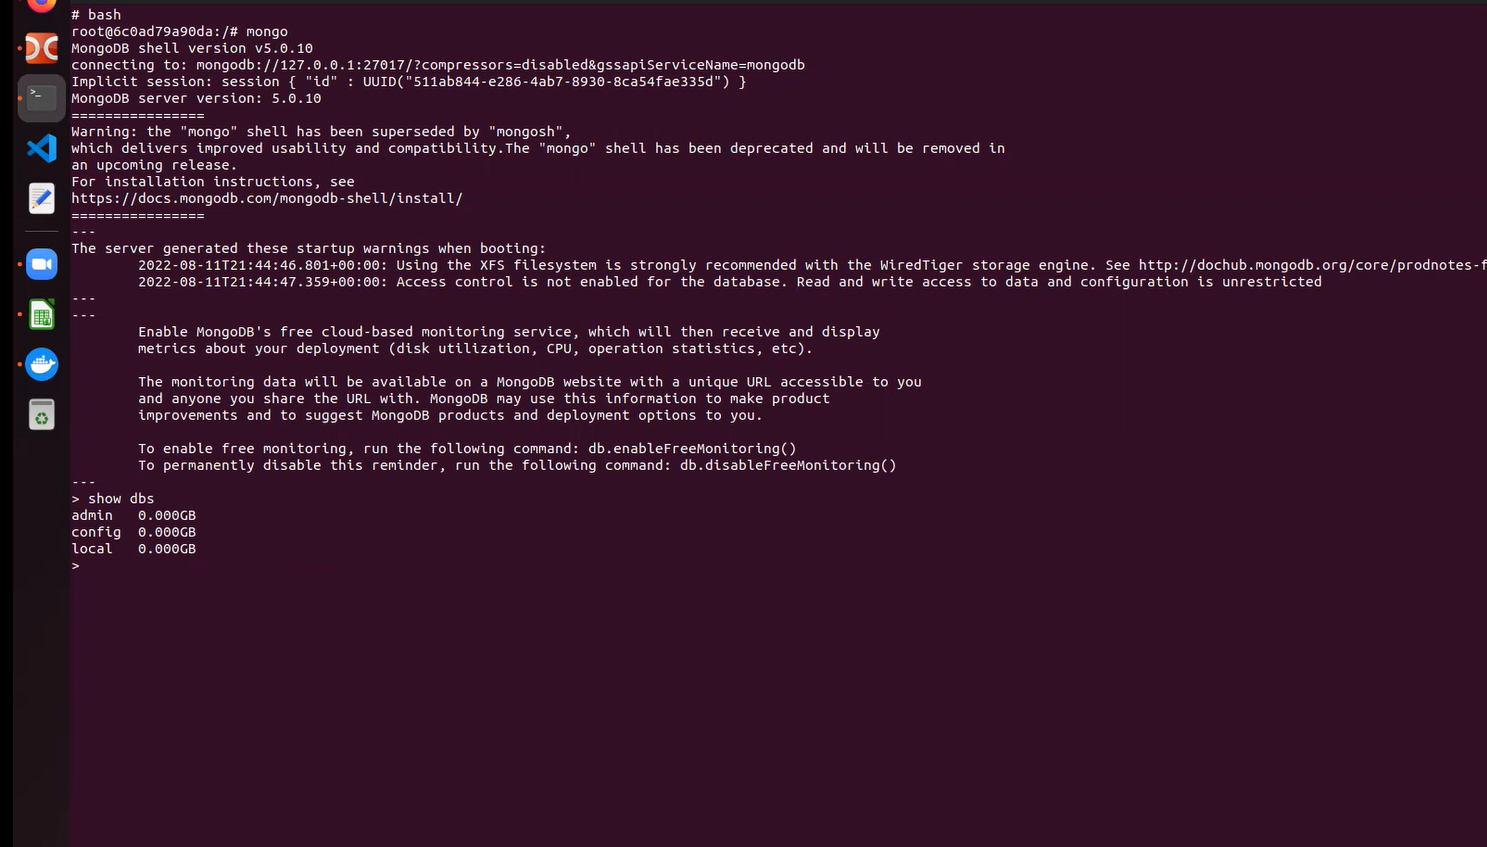 # bash
root@6c0ad79a90da:/# mongo
MongoDB shell version v5.0.10
connecting to: mongodb://127.0.0.1:27017/?compressors=disabled&gssapiServiceName=mongodb
Implicit session: session { "id" : UUID("511ab844-e286-4ab7-8930-8ca54fae335d") }
MongoDB server version: 5.0.10
================
Warning: the "mongo" shell has been superseded by "mongosh",
which delivers improved usability and compatibility.The "mongo" shell has been deprecated and will be removed in
an upcoming release.
For installation instructions, see
https://docs.mongodb.com/mongodb-shell/install/
================
---
The server generated these startup warnings when booting:
        2022-08-11T21:44:46.801+00:00: Using the XFS filesystem is strongly recommended with the WiredTiger storage engine. See http://dochub.mongodb.org/core/prodnotes-f
        2022-08-11T21:44:47.359+00:00: Access control is not enabled for the database. Read and write access to data and configuration is unrestricted
---
---
        Enable MongoDB's free cloud-based monitoring service, which will then receive and display
        metrics about your deployment (disk utilization, CPU, operation statistics, etc).

        The monitoring data will be available on a MongoDB website with a unique URL accessible to you
        and anyone you share the URL with. MongoDB may use this information to make product
        improvements and to suggest MongoDB products and deployment options to you.

        To enable free monitoring, run the following command: db.enableFreeMonitoring()
        To permanently disable this reminder, run the following command: db.disableFreeMonitoring()
---
> show dbs
admin   0.000GB
config  0.000GB
local   0.000GB
>